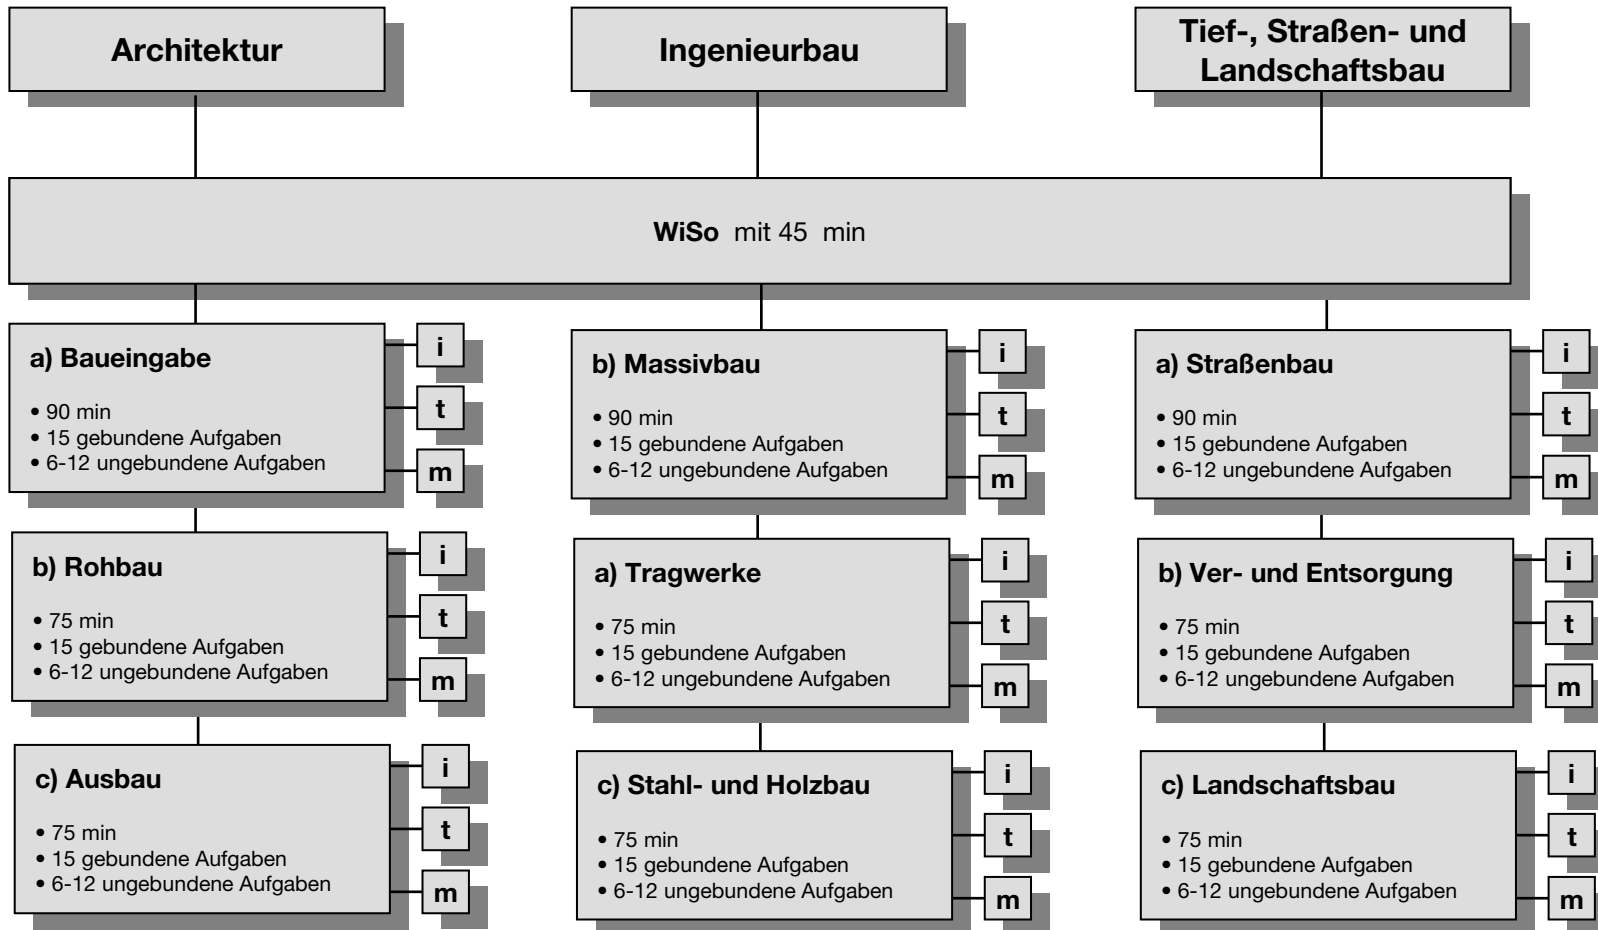 Architektur
Ingenieurbau
Tief-, Straßen- und
Landschaftsbau
WiSo mit 45 min
a) Baueingabe
• 90 min
• 15 gebundene Aufgaben
• 6-12 ungebundene Aufgaben
i
t
m
b) Massivbau
• 90 min
• 15 gebundene Aufgaben
• 6-12 ungebundene Aufgaben
i
t
m
a) Straßenbau
• 90 min
• 15 gebundene Aufgaben
• 6-12 ungebundene Aufgaben
i
t
m
b) Rohbau
• 75 min
• 15 gebundene Aufgaben
• 6-12 ungebundene Aufgaben
i
t
m
a) Tragwerke
• 75 min
• 15 gebundene Aufgaben
• 6-12 ungebundene Aufgaben
i
t
m
b) Ver- und Entsorgung
• 75 min
• 15 gebundene Aufgaben
• 6-12 ungebundene Aufgaben
i
t
m
c) Ausbau
• 75 min
• 15 gebundene Aufgaben
• 6-12 ungebundene Aufgaben
i
t
m
c) Stahl- und Holzbau
• 75 min
• 15 gebundene Aufgaben
• 6-12 ungebundene Aufgaben
i
t
m
c) Landschaftsbau
• 75 min
• 15 gebundene Aufgaben
• 6-12 ungebundene Aufgaben
i
t
m